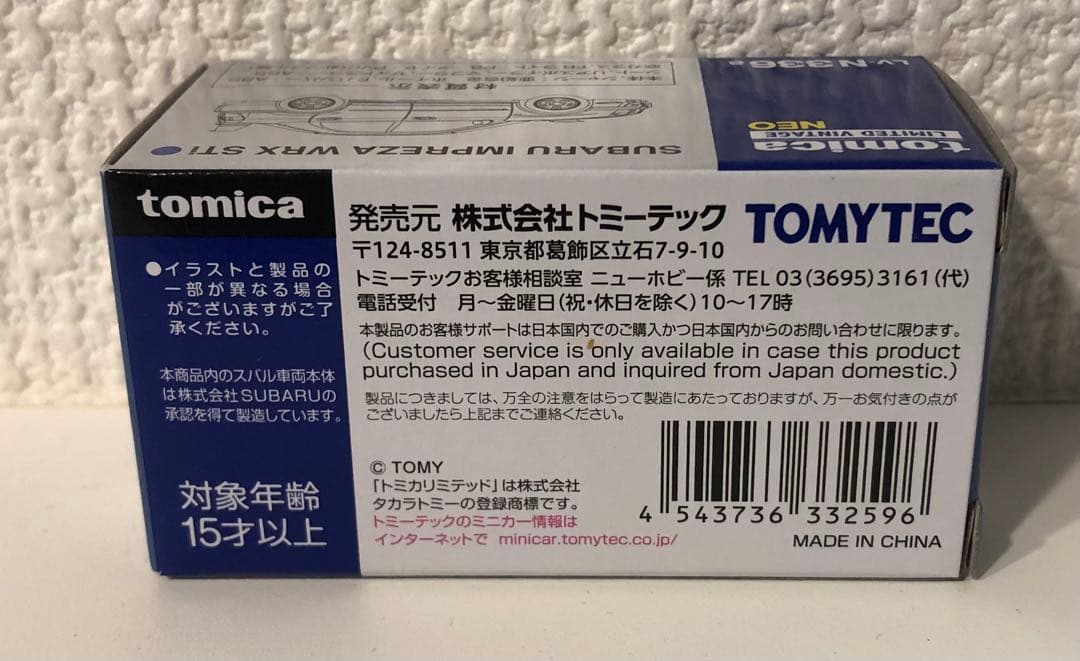 LV-N336a
tomica
LIMITED VINTAGE
NEO
SUBARU IMPREZA WRX STi
材質表示
tomica
●イラストと製品の
一部が異なる場合
がございますがご了
承ください。
本商品内のスバル車両本体
は株式会社SUBARUの
承認を得て製造しています。
対象年齢
15才以上
発売元 株式会社トミーテック TOMYTEC
〒124-8511 東京都葛飾区立石7-9-10
トミーテックお客様相談室 ニューホビー係 TEL 03(3695)3161(代)
電話受付 月〜金曜日(祝・休日を除く)10〜17時
本製品のお客様サポートは日本国内でのご購入かつ日本国内からのお問い合わせに限ります。
(Customer service is only available in case this product
purchased in Japan and inquired from Japan domestic.)
製品につきましては、万全の注意をはらって製造にあたっておりますが、万一お気付きの点が
ございましたら上記までご連絡ください。
© TOMY
「トミカリミテッド」は株式会社
タカラトミーの登録商標です。
トミーテックのミニカー情報は
インターネットで minicar.tomytec.co.jp/
4 543736 332596
MADE IN CHINA